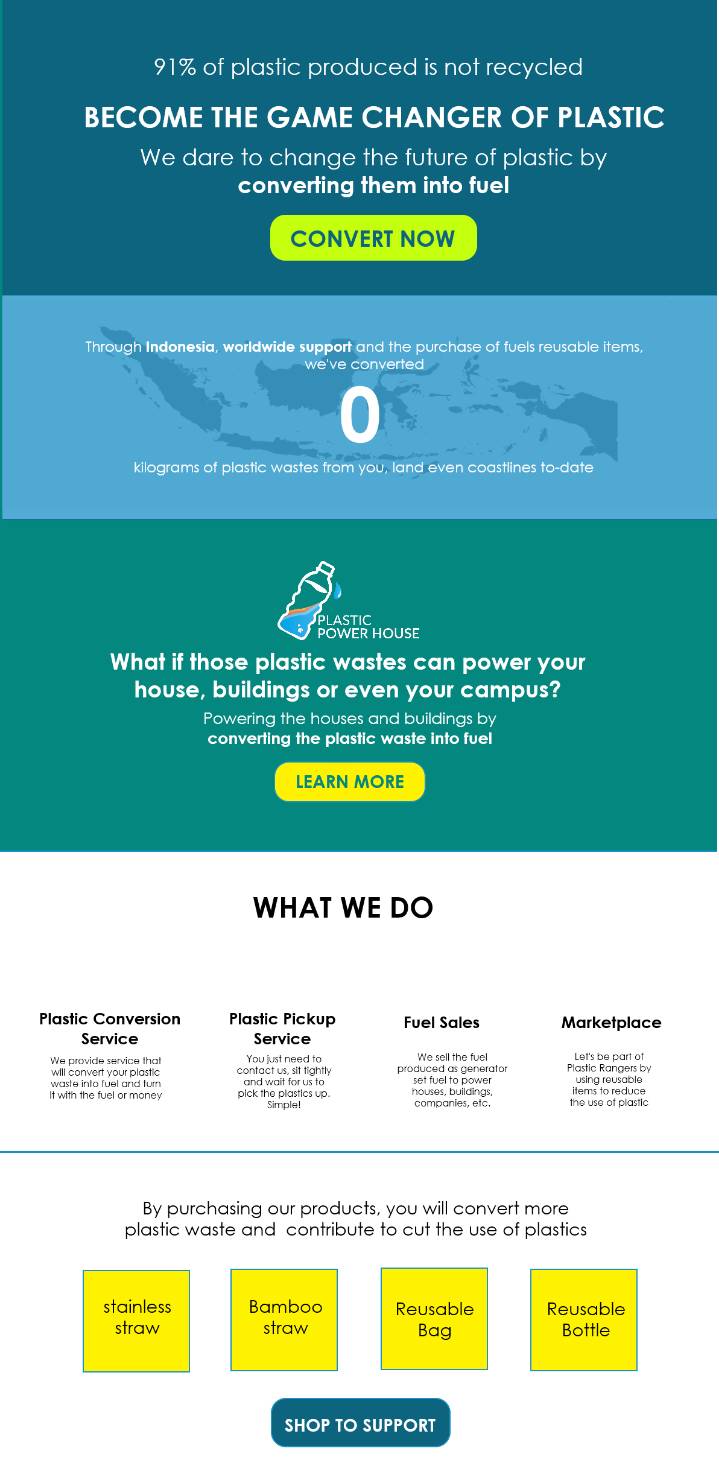 91% of plastic produced is not recycled
BECOME THE GAME CHANGER OF PLASTIC
We dare to change the future of plastic by
converting them into fuel
CONVERT NOW
Through Indonesia, worldwide support and the purchase of fuels reusable items,
we've converted
0
kilograms of plastic wastes from you, land even coastlines to-date
PLASTIC
POWER HOUSE
What if those plastic wastes can power your
house, buildings or even your campus?
Powering the houses and buildings by
converting the plastic waste into fuel
LEARN MORE
WHAT WE DO
Plastic Conversion
Service
We provide service that
will convert your plastic
waste into fuel and turn
it with the fuel or money
Plastic Pickup
Service
You just need to
contact us, sit tightly
and wait for us to
pick the plastics up.
Simple!
Fuel Sales
We sell the fuel
produced as generator
set fuel to power
houses, buildings,
companies, etc.
Marketplace
Let's be part of
Plastic Rangers by
using reusable
items to reduce
the use of plastic
By purchasing our products, you will convert more
plastic waste and  contribute to cut the use of plastics
stainless
straw
Bamboo
straw
Reusable
Bag
Reusable
Bottle
SHOP TO SUPPORT